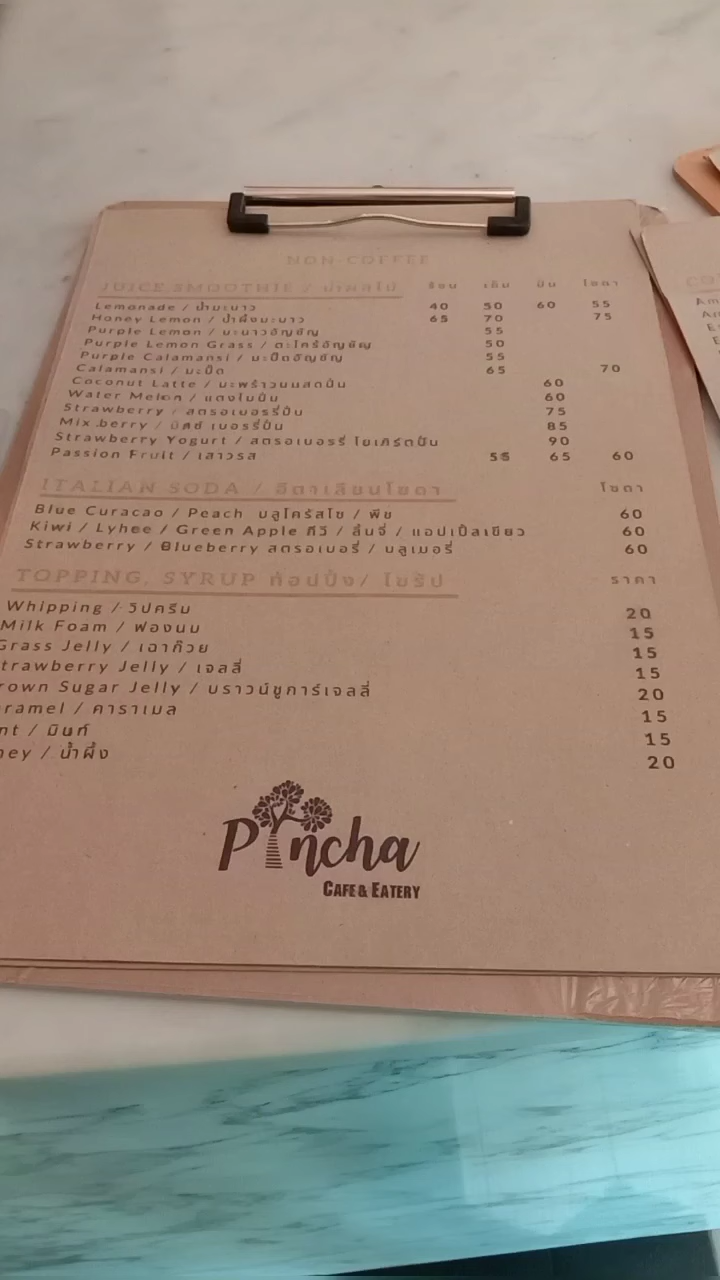 NON-COFFEE
JUICE, SMOOTHIE / น้ำผลไม้ ร้อน เย็น ปั่น โซดา
Lemonade / น้ำมะนาว 40 50 60 55
Honey Lemon / น้ำผึ้งมะนาว 65 70 75
Purple Lemon / มะนาวอัญชัญ 55
Purple Lemon Grass / ตะไคร้อัญชัญ 50
Purple Calamansi / มะปี๊ดอัญชัญ 55
Calamansi / มะปี๊ด 65 70
Coconut Latte / มะพร้าวนมสดปั่น 60
Water Melon / แตงโมปั่น 60
Strawberry / สตรอเบอรรี่ปั่น 75
Mix berry / มิคซ์ เบอรรี่ปั่น 85
Strawberry Yogurt / สตรอเบอรรี่ โยเกิร์ตปั่น 90
Passion Fruit / เสาวรส 55 65 60
ITALIAN SODA / อิตาเลียนโซดา โซดา
Blue Curacao / Peach บลูโครัสโซ / พีช 60
Kiwi / Lyhee / Green Apple กีวี / ลิ้นจี่ / แอปเปิ้ลเขียว 60
Strawberry / Blueberry สตรอเบอรี่ / บลูเบอรี่ 60
TOPPING, SYRUP ท้อปปิ้ง/ ไซรัป ราคา
Whipping / วิปครีม 20
Milk Foam / ฟองนม 15
Grass Jelly / เฉาก๊วย 15
trawberry Jelly / เจลลี่ 15
rown Sugar Jelly / บราวน์ชูการ์เจลลี่ 20
ramel / คาราเมล 15
nt / มินท์ 15
ney / น้ำผึ้ง 20
Pincha
CAFE & EATERY